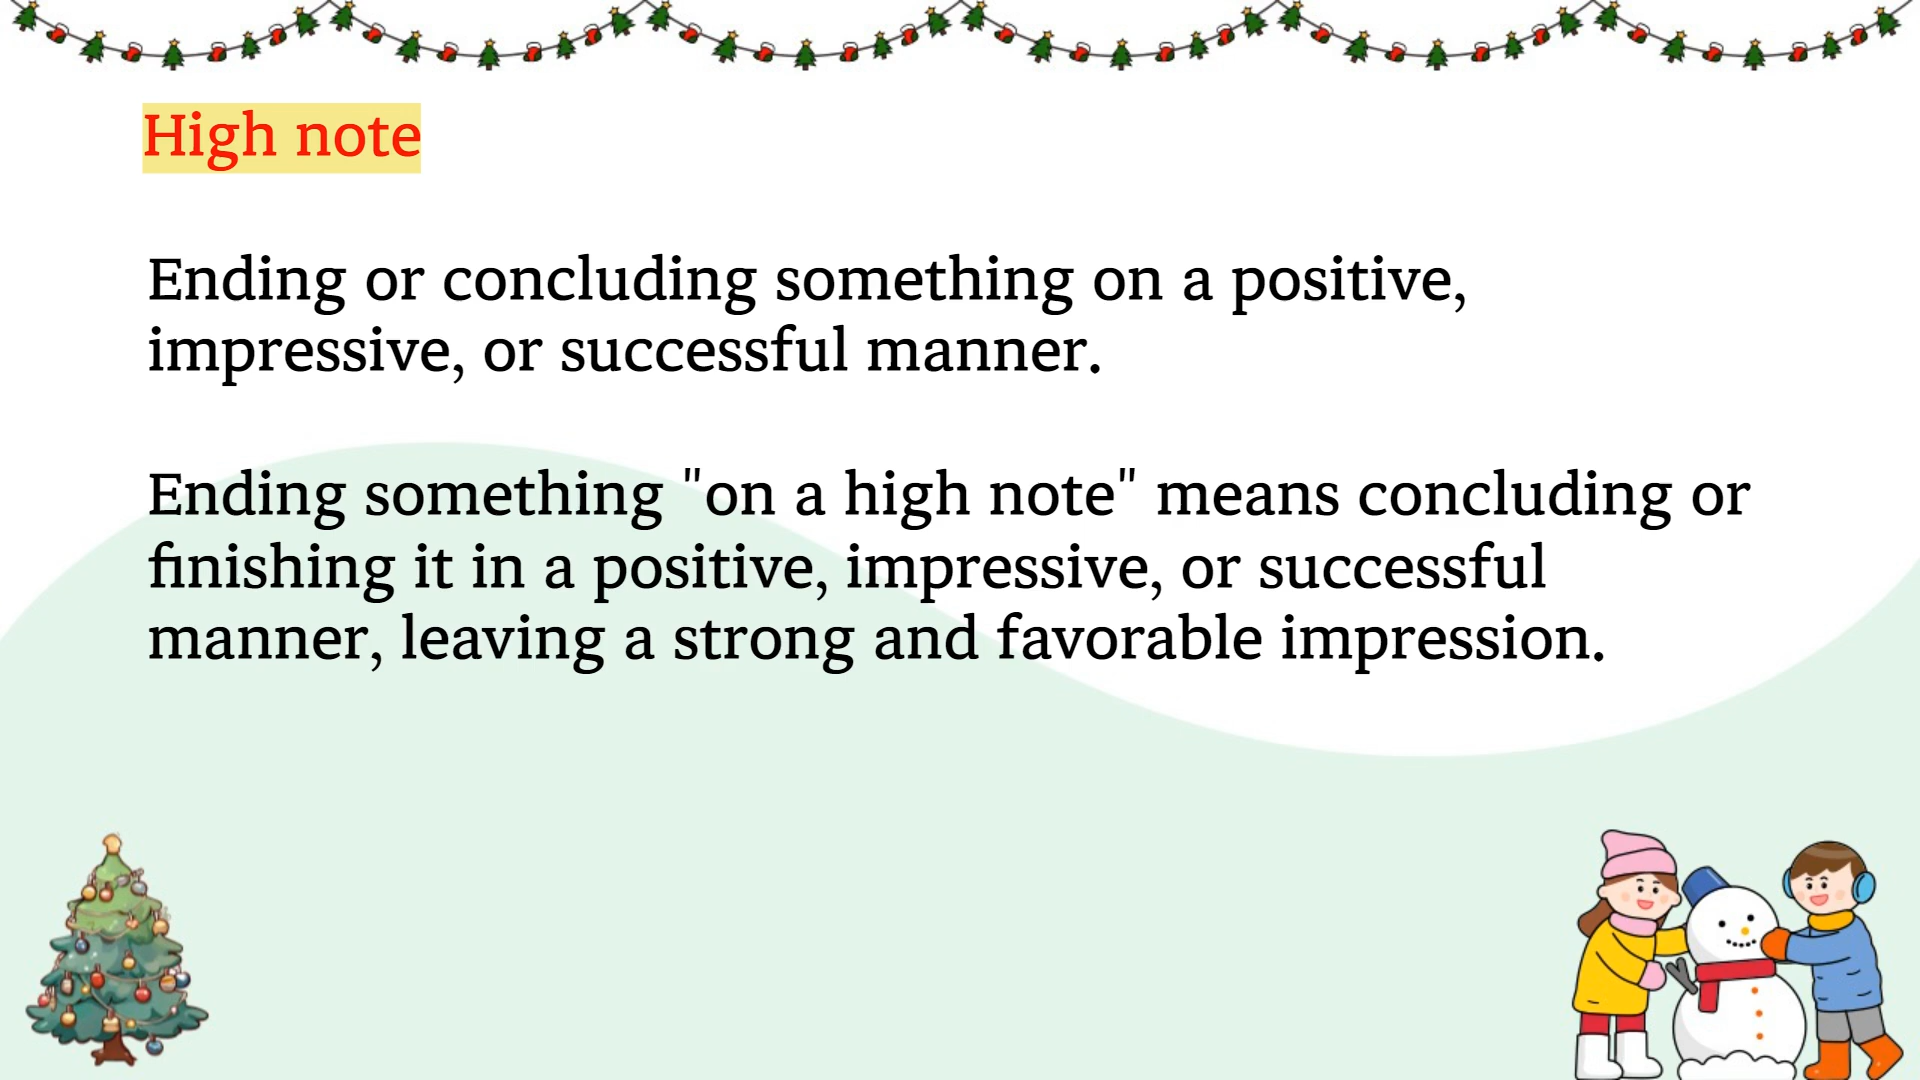 High note
Ending or concluding something on a positive,
impressive, or successful manner.
Ending something "on a high note" means concluding or
finishing it in a positive, impressive, or successful
manner, leaving a strong and favorable impression.